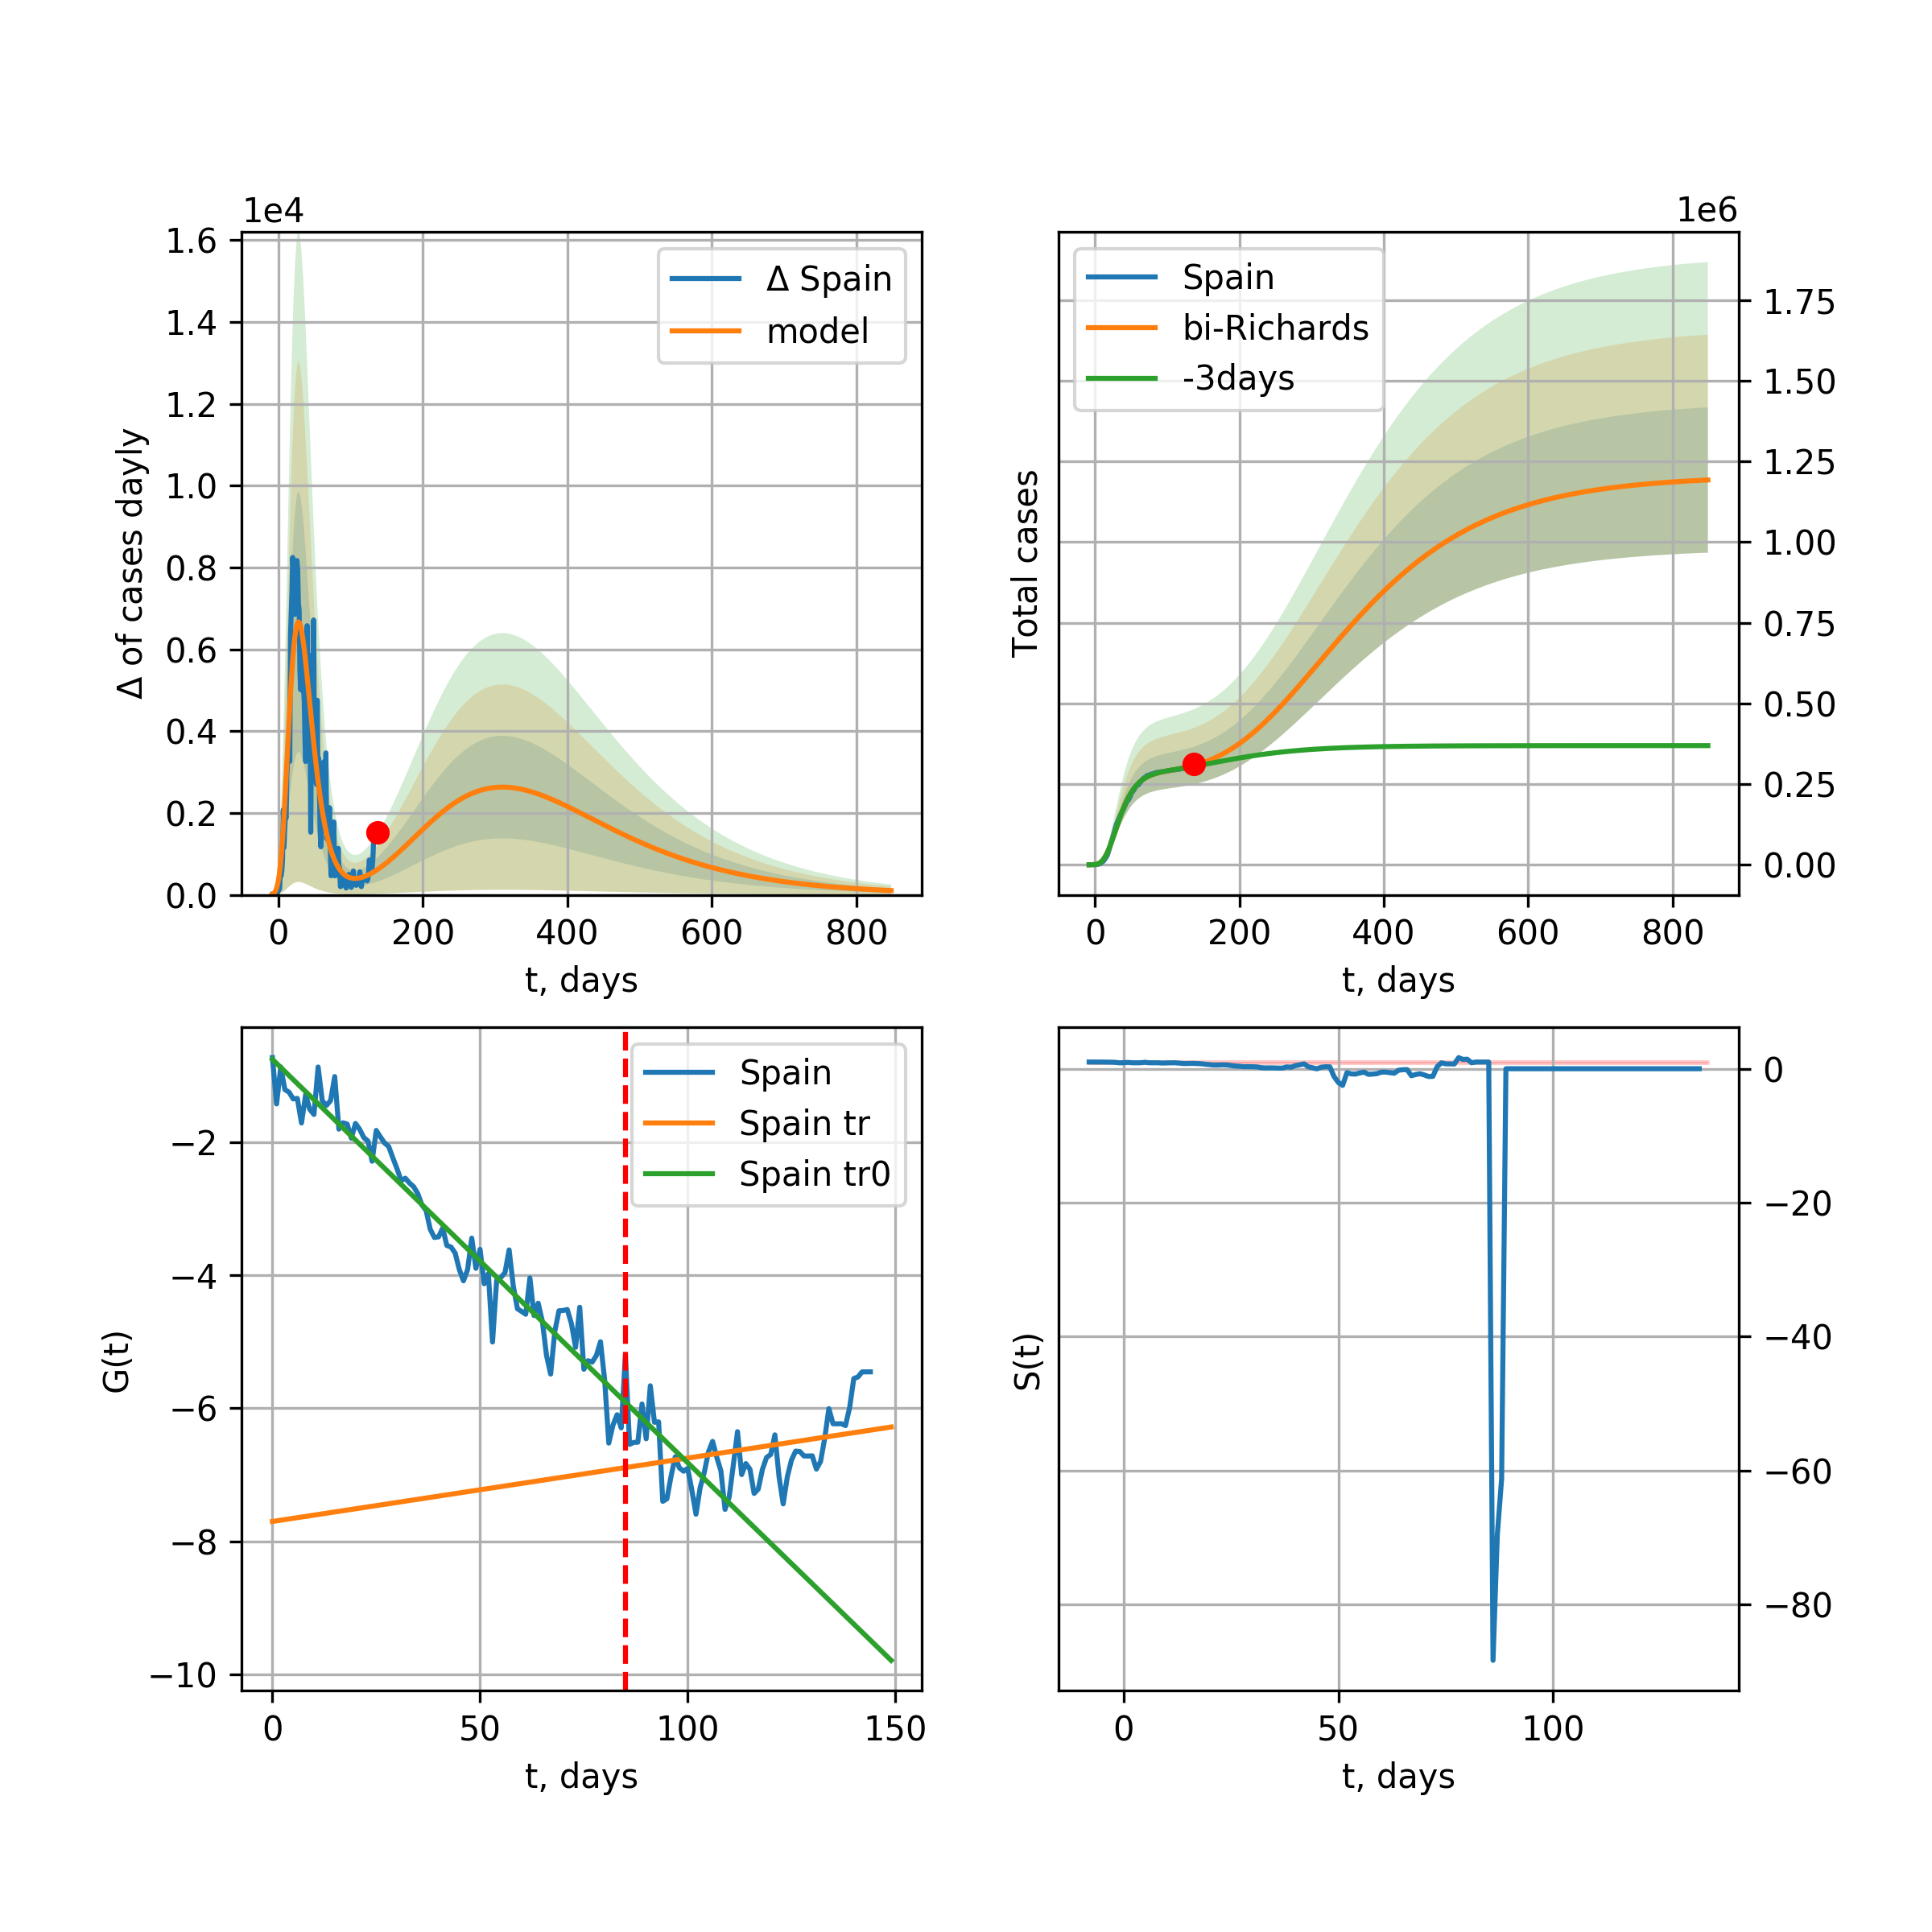 1e4
1.6
1.4
1.2
1.0
0.8
0.6
0.4
0.2
0.0
Δ of cases dayly
Δ Spain
model
0 200 400 600 800
t, days
1e6
Spain
bi-Richards
-3days
Total cases
1.75
1.50
1.25
1.00
0.75
0.50
0.25
0.00
0 200 400 600 800
t, days
G(t)
−2
−4
−6
−8
−10
Spain
Spain tr
Spain tr0
0 50 100 150
t, days
S(t)
0
−20
−40
−60
−80
0 50 100
t, days